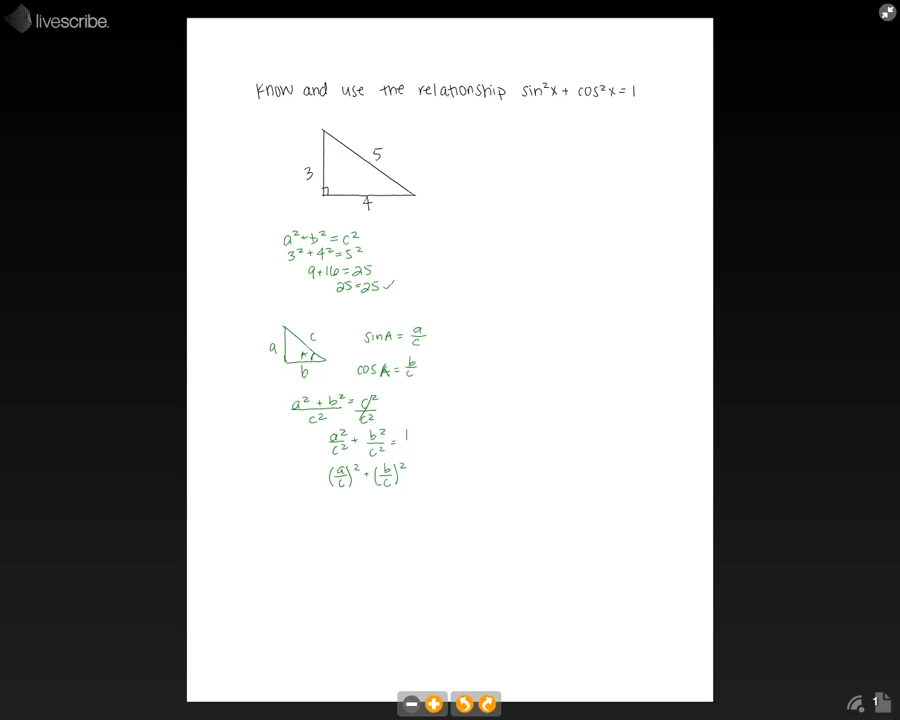 livescribe.
Know and use the relationship sin²x + cos²x = 1
5
3
4
a² + b² = c²
3² + 4² = 5²
9 + 16 = 25
25 = 25 ✓
c
a
A
b
sin A = a/c
cos A = b/c
(a² + b²)/c² = c²/c²
a²/c² + b²/c² = 1
(a/c)² + (b/c)²
1